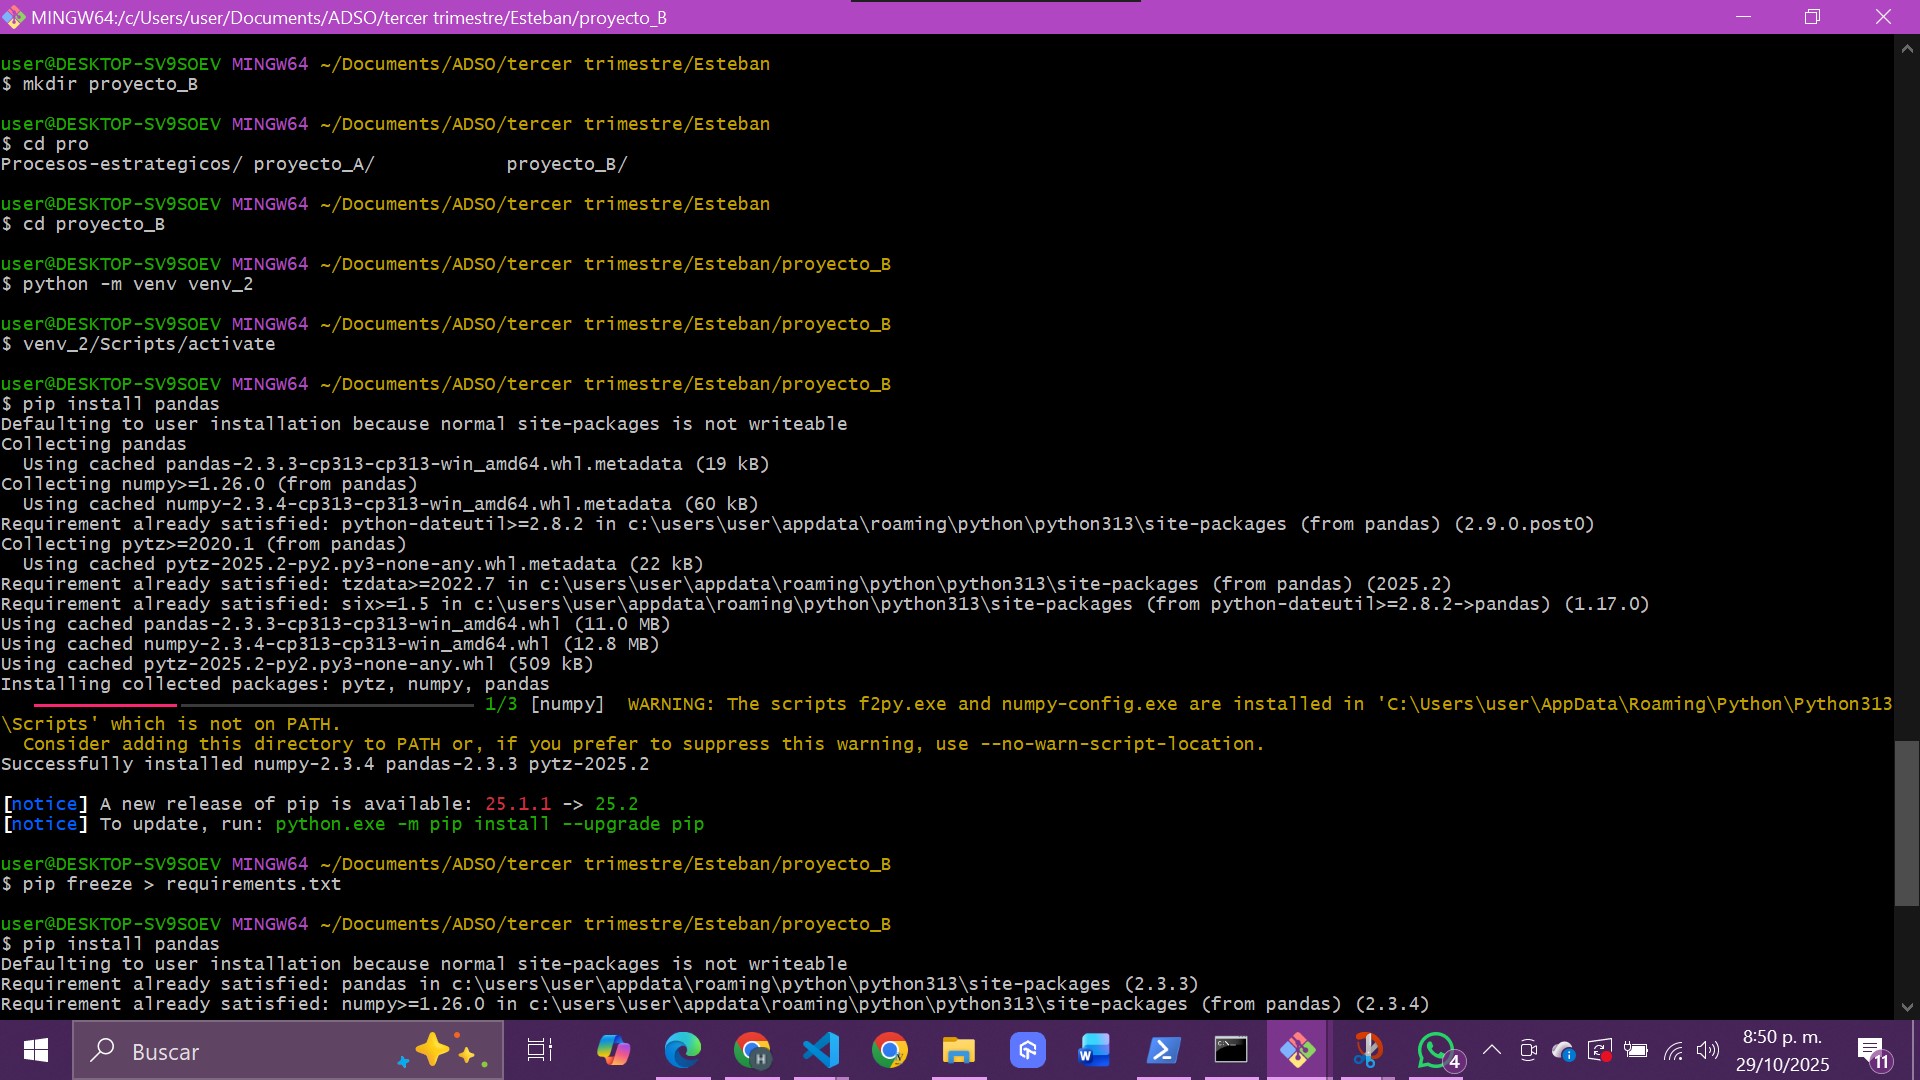 MINGW64:/c/Users/user/Documents/ADSO/tercer trimestre/Esteban/proyecto_B
user@DESKTOP-SV9SOEV MINGW64 ~/Documents/ADSO/tercer trimestre/Esteban
$ mkdir proyecto_B
user@DESKTOP-SV9SOEV MINGW64 ~/Documents/ADSO/tercer trimestre/Esteban
$ cd pro
Procesos-estrategicos/ proyecto_A/            proyecto_B/
user@DESKTOP-SV9SOEV MINGW64 ~/Documents/ADSO/tercer trimestre/Esteban
$ cd proyecto_B
user@DESKTOP-SV9SOEV MINGW64 ~/Documents/ADSO/tercer trimestre/Esteban/proyecto_B
$ python -m venv venv_2
user@DESKTOP-SV9SOEV MINGW64 ~/Documents/ADSO/tercer trimestre/Esteban/proyecto_B
$ venv_2/Scripts/activate
user@DESKTOP-SV9SOEV MINGW64 ~/Documents/ADSO/tercer trimestre/Esteban/proyecto_B
$ pip install pandas
Defaulting to user installation because normal site-packages is not writeable
Collecting pandas
  Using cached pandas-2.3.3-cp313-cp313-win_amd64.whl.metadata (19 kB)
Collecting numpy>=1.26.0 (from pandas)
  Using cached numpy-2.3.4-cp313-cp313-win_amd64.whl.metadata (60 kB)
Requirement already satisfied: python-dateutil>=2.8.2 in c:\users\user\appdata\roaming\python\python313\site-packages (from pandas) (2.9.0.post0)
Collecting pytz>=2020.1 (from pandas)
  Using cached pytz-2025.2-py2.py3-none-any.whl.metadata (22 kB)
Requirement already satisfied: tzdata>=2022.7 in c:\users\user\appdata\roaming\python\python313\site-packages (from pandas) (2025.2)
Requirement already satisfied: six>=1.5 in c:\users\user\appdata\roaming\python\python313\site-packages (from python-dateutil>=2.8.2->pandas) (1.17.0)
Using cached pandas-2.3.3-cp313-cp313-win_amd64.whl (11.0 MB)
Using cached numpy-2.3.4-cp313-cp313-win_amd64.whl (12.8 MB)
Using cached pytz-2025.2-py2.py3-none-any.whl (509 kB)
Installing collected packages: pytz, numpy, pandas
1/3 [numpy]  WARNING: The scripts f2py.exe and numpy-config.exe are installed in 'C:\Users\user\AppData\Roaming\Python\Python313
\Scripts' which is not on PATH.
  Consider adding this directory to PATH or, if you prefer to suppress this warning, use --no-warn-script-location.
Successfully installed numpy-2.3.4 pandas-2.3.3 pytz-2025.2
[notice] A new release of pip is available: 25.1.1 -> 25.2
[notice] To update, run: python.exe -m pip install --upgrade pip
user@DESKTOP-SV9SOEV MINGW64 ~/Documents/ADSO/tercer trimestre/Esteban/proyecto_B
$ pip freeze > requirements.txt
user@DESKTOP-SV9SOEV MINGW64 ~/Documents/ADSO/tercer trimestre/Esteban/proyecto_B
$ pip install pandas
Defaulting to user installation because normal site-packages is not writeable
Requirement already satisfied: pandas in c:\users\user\appdata\roaming\python\python313\site-packages (2.3.3)
Requirement already satisfied: numpy>=1.26.0 in c:\users\user\appdata\roaming\python\python313\site-packages (from pandas) (2.3.4)
Buscar
H
W
4
8:50 p. m.
29/10/2025
11